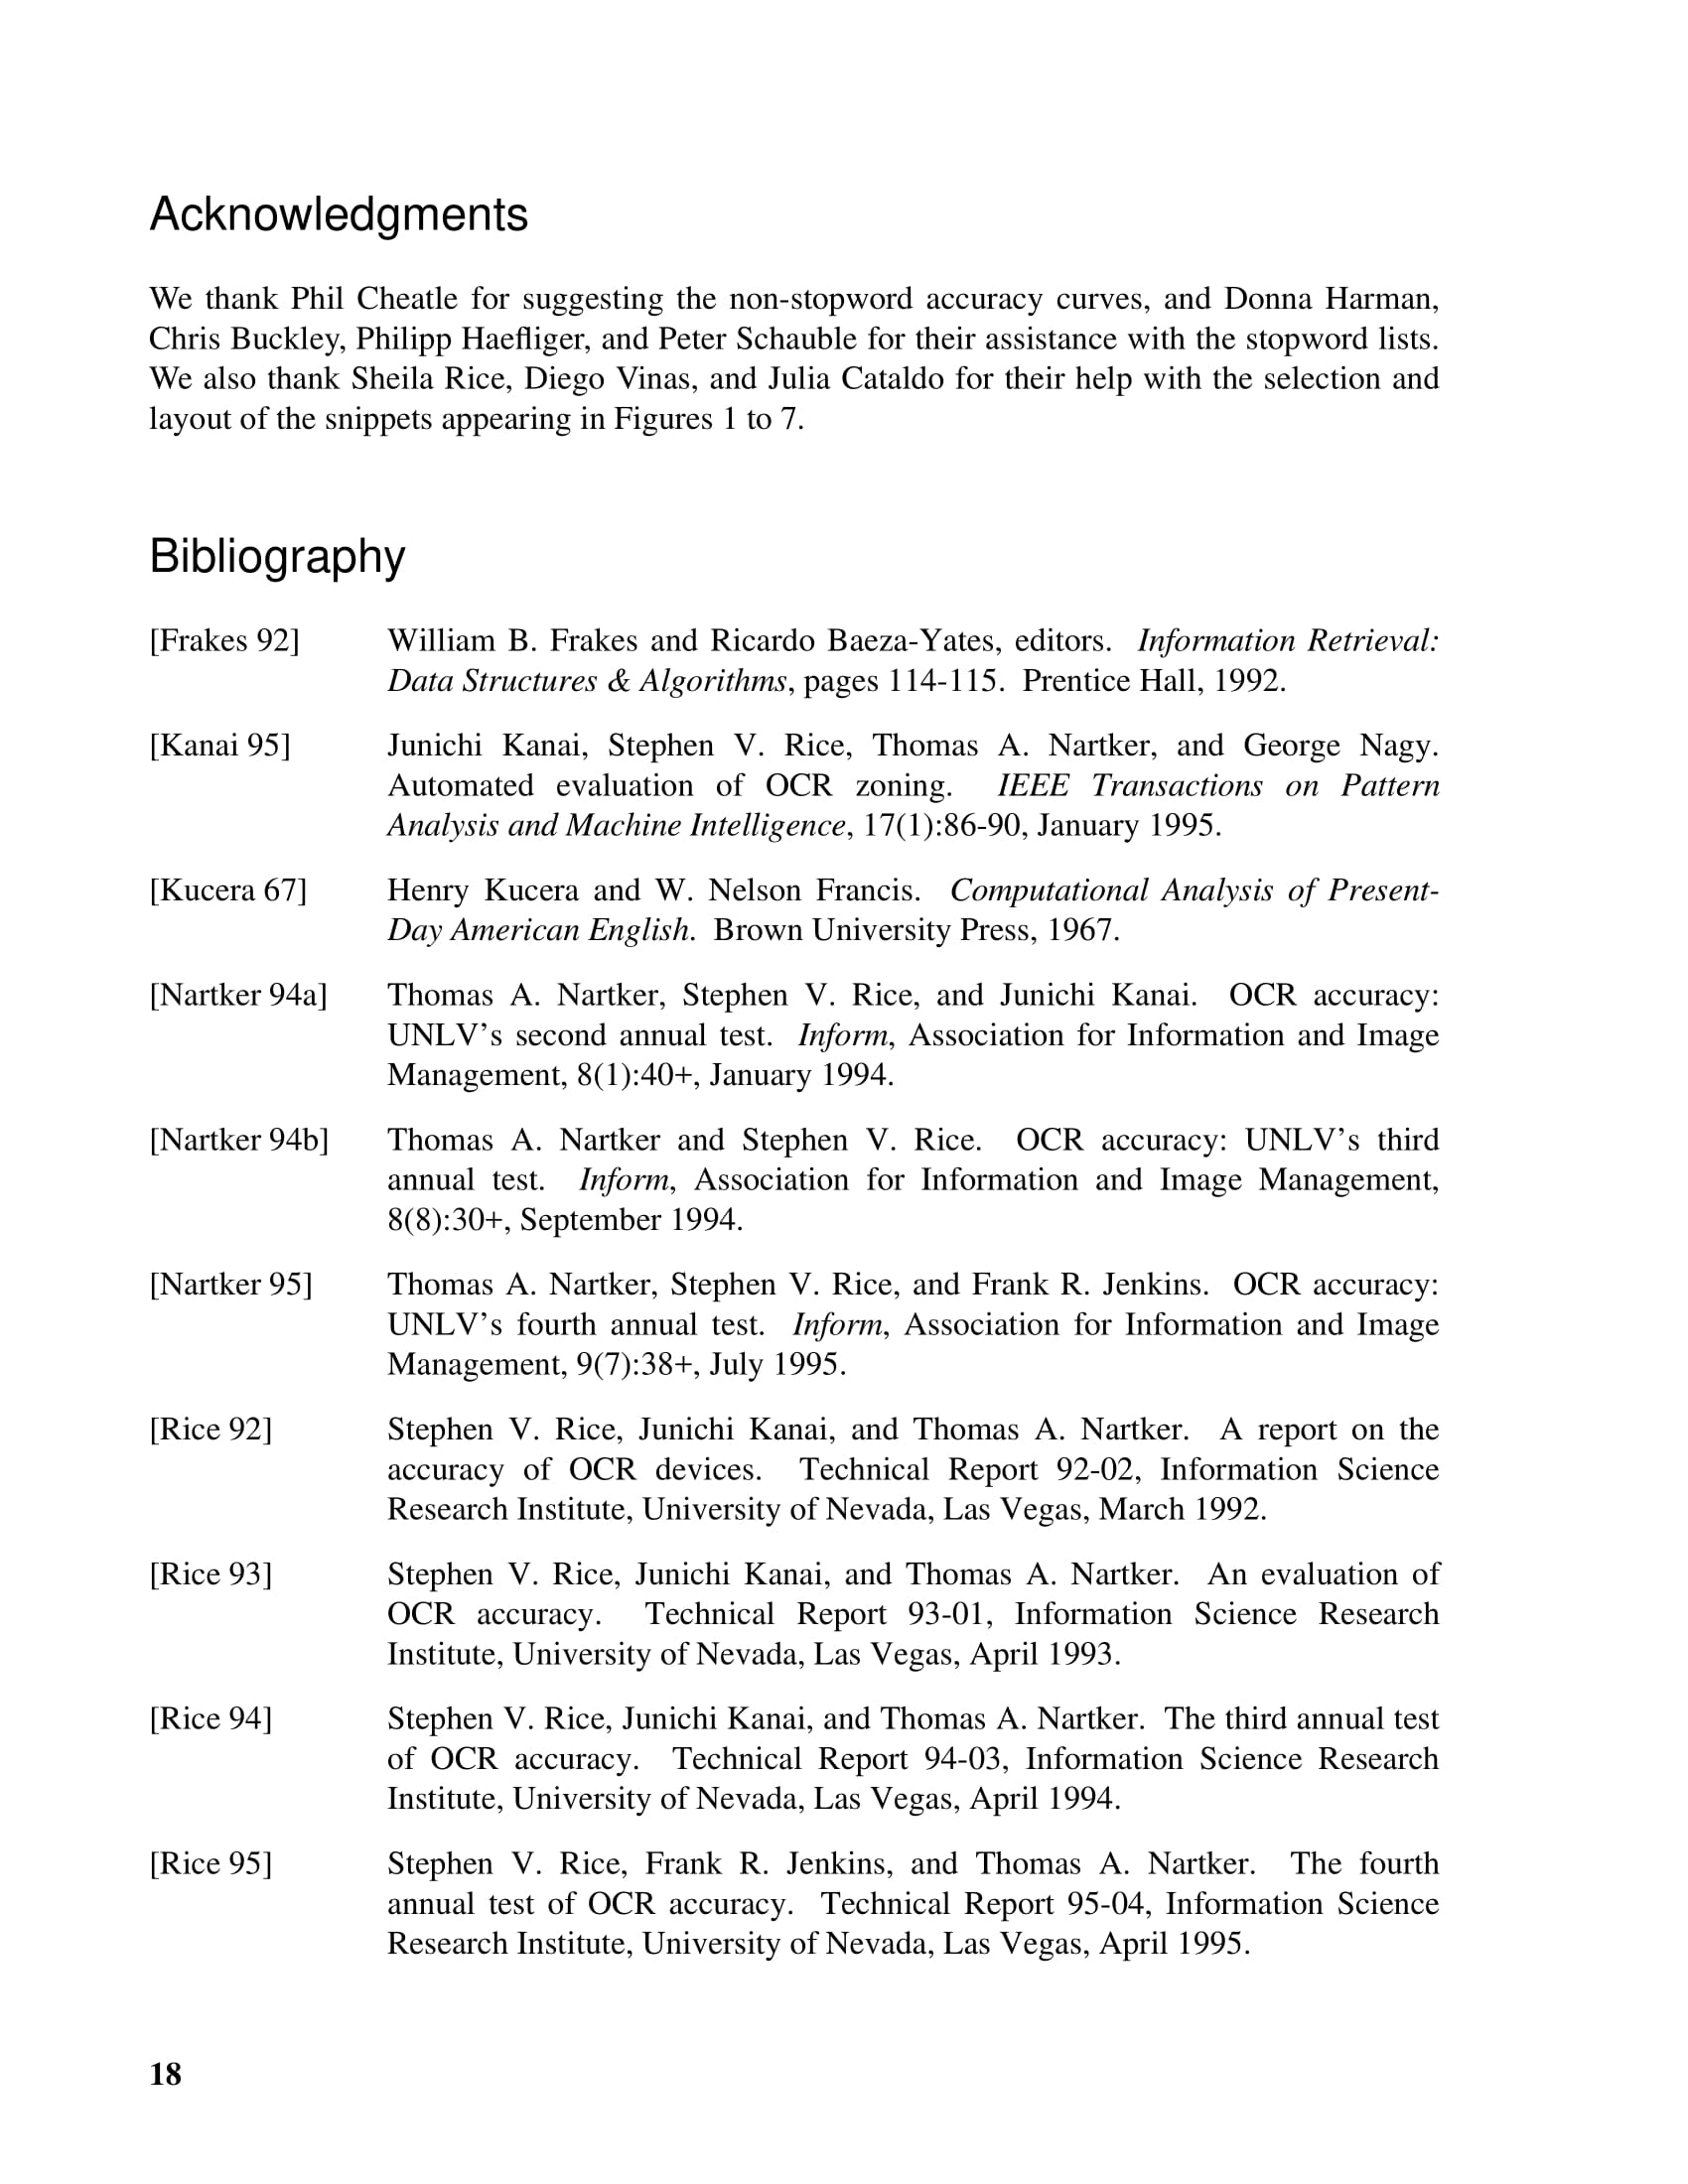 Acknowledgments
We thank Phil Cheatle for suggesting the non-stopword accuracy curves, and Donna Harman,
Chris Buckley, Philipp Haefliger, and Peter Schauble for their assistance with the stopword lists.
We also thank Sheila Rice, Diego Vinas, and Julia Cataldo for their help with the selection and
layout of the snippets appearing in Figures 1 to 7.
Bibliography
[Frakes 92] William B. Frakes and Ricardo Baeza-Yates, editors. Information Retrieval:
Data Structures & Algorithms, pages 114-115. Prentice Hall, 1992.
[Kanai 95] Junichi Kanai, Stephen V. Rice, Thomas A. Nartker, and George Nagy.
Automated evaluation of OCR zoning. IEEE Transactions on Pattern
Analysis and Machine Intelligence, 17(1):86-90, January 1995.
[Kucera 67] Henry Kucera and W. Nelson Francis. Computational Analysis of Present-
Day American English. Brown University Press, 1967.
[Nartker 94a] Thomas A. Nartker, Stephen V. Rice, and Junichi Kanai. OCR accuracy:
UNLV's second annual test. Inform, Association for Information and Image
Management, 8(1):40+, January 1994.
[Nartker 94b] Thomas A. Nartker and Stephen V. Rice. OCR accuracy: UNLV's third
annual test. Inform, Association for Information and Image Management,
8(8):30+, September 1994.
[Nartker 95] Thomas A. Nartker, Stephen V. Rice, and Frank R. Jenkins. OCR accuracy:
UNLV's fourth annual test. Inform, Association for Information and Image
Management, 9(7):38+, July 1995.
[Rice 92] Stephen V. Rice, Junichi Kanai, and Thomas A. Nartker. A report on the
accuracy of OCR devices. Technical Report 92-02, Information Science
Research Institute, University of Nevada, Las Vegas, March 1992.
[Rice 93] Stephen V. Rice, Junichi Kanai, and Thomas A. Nartker. An evaluation of
OCR accuracy. Technical Report 93-01, Information Science Research
Institute, University of Nevada, Las Vegas, April 1993.
[Rice 94] Stephen V. Rice, Junichi Kanai, and Thomas A. Nartker. The third annual test
of OCR accuracy. Technical Report 94-03, Information Science Research
Institute, University of Nevada, Las Vegas, April 1994.
[Rice 95] Stephen V. Rice, Frank R. Jenkins, and Thomas A. Nartker. The fourth
annual test of OCR accuracy. Technical Report 95-04, Information Science
Research Institute, University of Nevada, Las Vegas, April 1995.
18